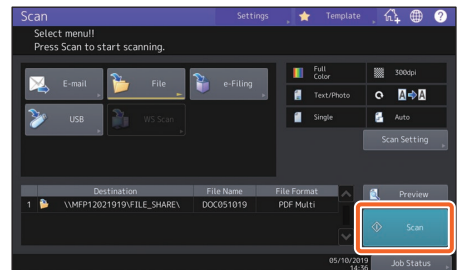 Scan
Settings
Template
?
Select menu!!
Press Scan to start scanning.
E-mail
File
e-Filing
USB
WS Scan
Full
Color
300dpi
Text/Photo
A A
Single
Auto
Scan Setting
Destination File Name File Format
1 \\MFP12021919\FILE_SHARE\ DOC051019 PDF Multi
Preview
Scan
05/10/2019
14:36
Job Status